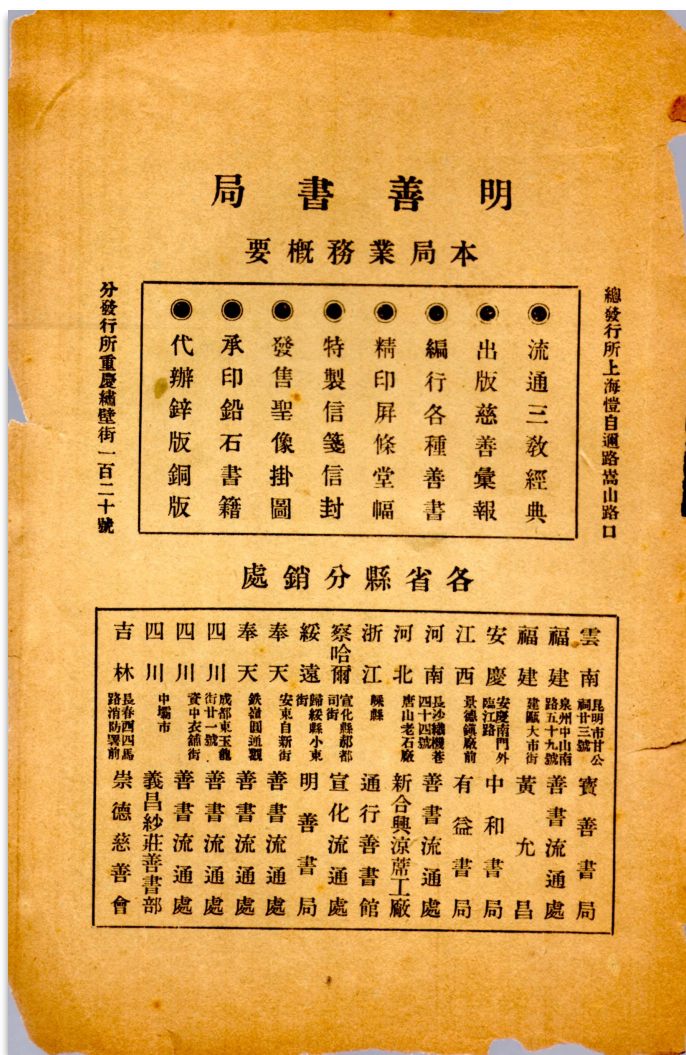 明善書局
本局業務概要
總發行所上海愷自邇路嵩山路口
◉流通三教經典
◉出版慈善彙報
◉編行各種善書
◉精印屏條堂幅
◉特製信箋信封
◉發售聖像掛圖
◉承印鉛石書籍
◉代辦鋅版銅版
分發行所重慶繡壁街一百二十號
各省縣分銷處
雲南 昆明市甘公祠廿三號 寶善書局
福建 泉州中山南路五十九號 善書流通處
福建 建甌大市街 黃允昌
安慶 安慶南門外臨江路 中和書局
江西 景德鎮廠前 有益書局
河南 長沙織機巷四十四號 善書流通處
河北 唐山老石廠 新合興涼蓆工廠
浙江 嵊縣 通行善書館
察哈爾 宣化縣郝都司街 宣化流通處
綏遠 歸綏縣小東街 明善書局
奉天 安東自新街 善書流通處
奉天 鐵嶺圓通觀 善書流通處
四川 成都東玉龍街廿一號 善書流通處
四川 資中衣舖街 善書流通處
四川 中壩市 義昌紗莊善書部
吉林 長春西四馬路消防署前 崇德慈善會